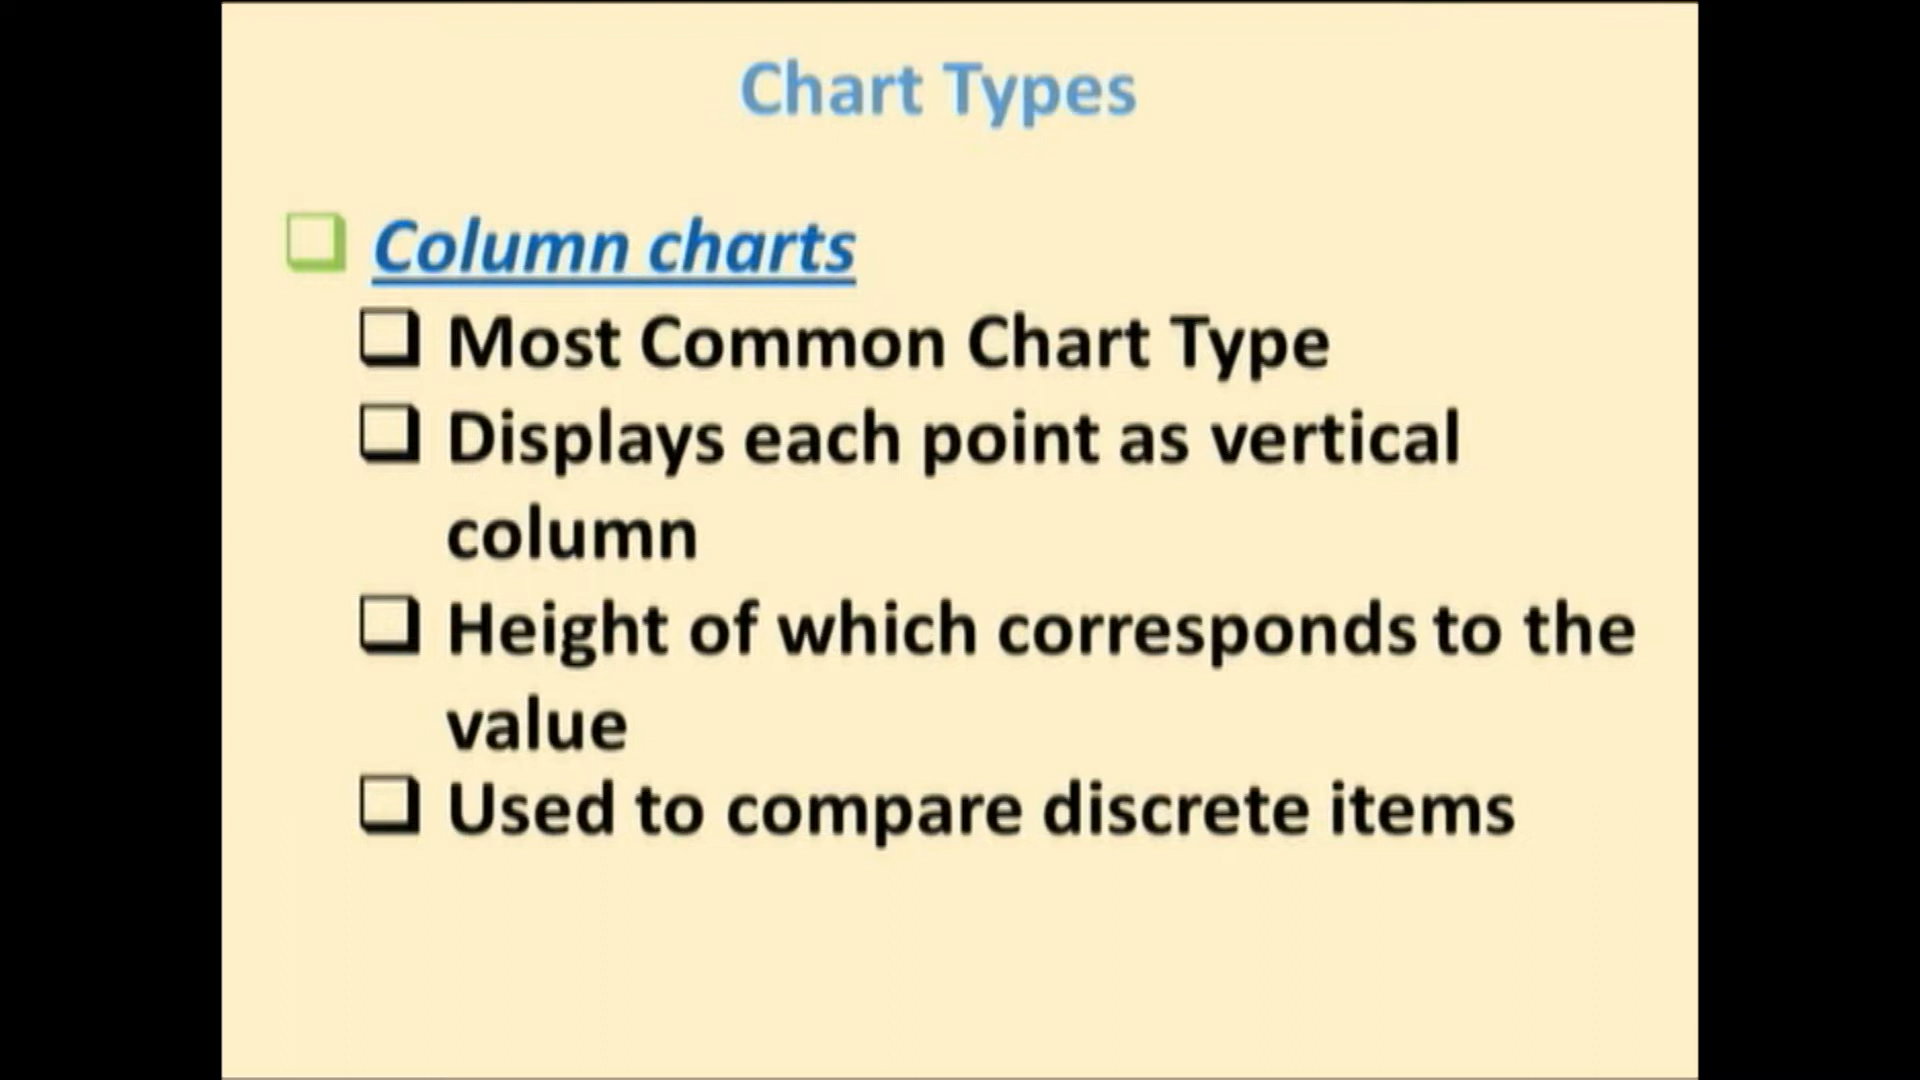 Chart Types
Column charts
Most Common Chart Type
Displays each point as vertical
column
Height of which corresponds to the
value
Used to compare discrete items